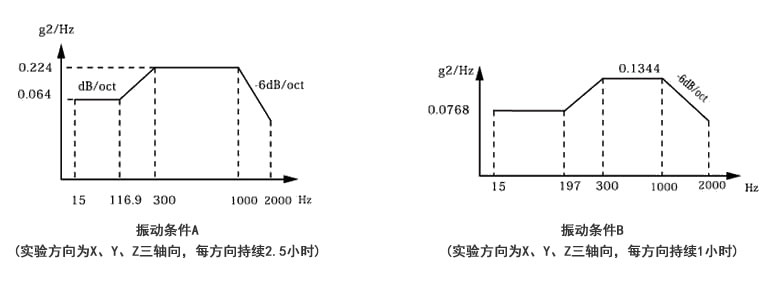 g2/Hz
0.224
dB/oct
-6dB/oct
0.064
15
116.9
300
1000
2000
Hz
振动条件A
(实验方向为X、Y、Z三轴向，每方向持续2.5小时)
g2/Hz
0.1344
-6dB/oct
0.0768
15
197
300
1000
2000
Hz
振动条件B
(实验方向为X、Y、Z三轴向，每方向持续1小时)